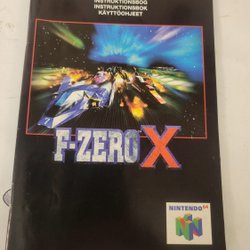 INSTRUKTIONSBOG
INSTRUKTIONSBOK
KÄYTTÖOHJEET
F-ZERO X
NINTENDO 64